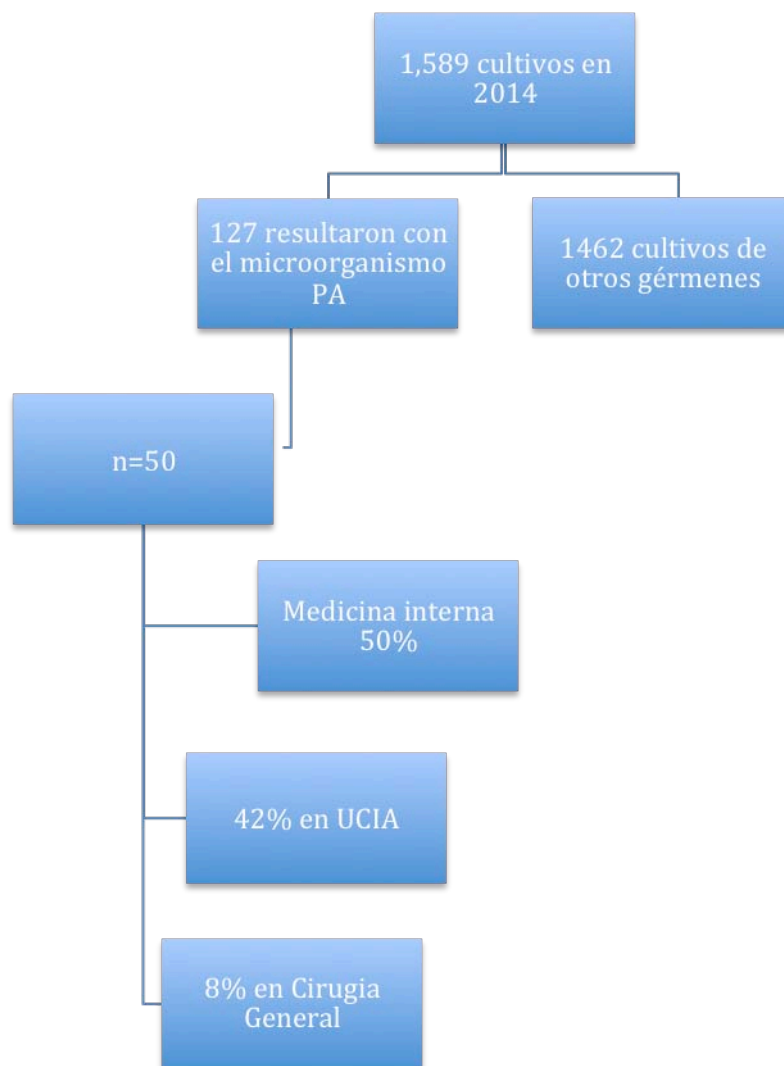 1,589 cultivos en
2014
127 resultaron con
el microorganismo
PA
1462 cultivos de
otros gérmenes
n=50
Medicina interna
50%
42% en UCIA
8% en Cirugia
General